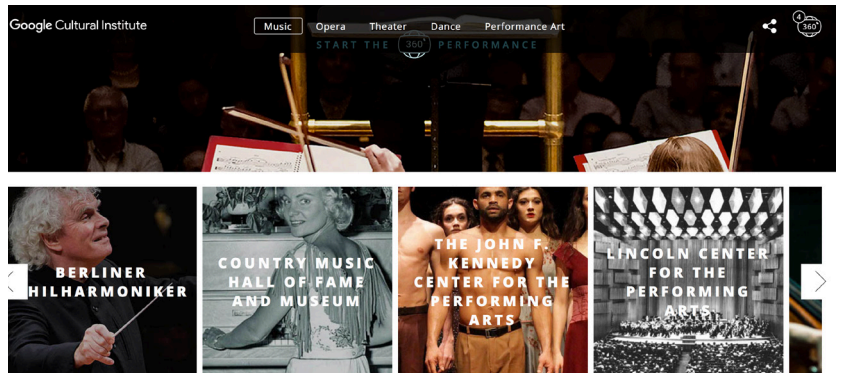 Google Cultural Institute
Music
Opera
Theater
Dance
Performance Art
4
360°
START THE 360° PERFORMANCE
BERLINER
HILHARMONIKER
COUNTRY MUSIC
HALL OF FAME
AND MUSEUM
THE JOHN F.
KENNEDY
CENTER FOR THE
PERFORMING
ARTS
LINCOLN CENTER
FOR THE
PERFORMING
ARTS